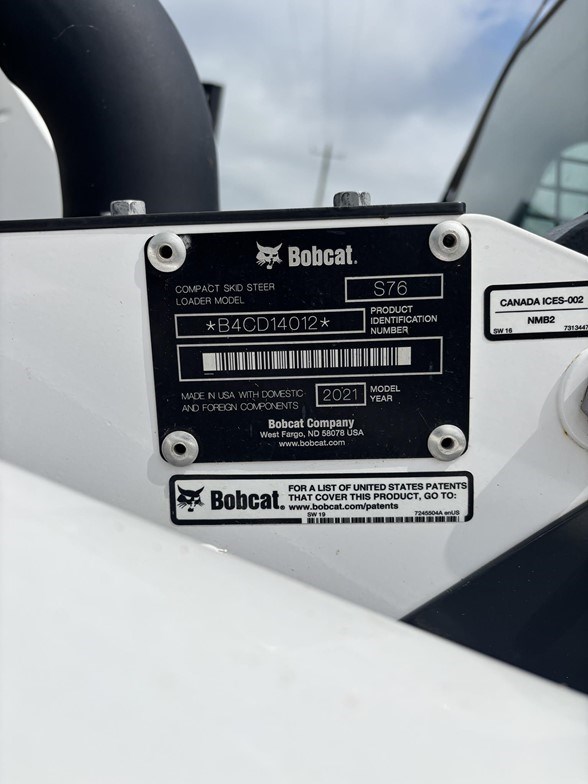 Bobcat.
COMPACT SKID STEER
LOADER MODEL
S76
*B4CD14012*
PRODUCT
IDENTIFICATION
NUMBER
MADE IN USA WITH DOMESTIC
AND FOREIGN COMPONENTS
2021
MODEL
YEAR
Bobcat Company
West Fargo, ND 58078 USA
www.bobcat.com
CANADA ICES-002
NMB2
SW 16
7313447
Bobcat.
FOR A LIST OF UNITED STATES PATENTS
THAT COVER THIS PRODUCT, GO TO:
www.bobcat.com/patents
SW 19
7245504A enUS